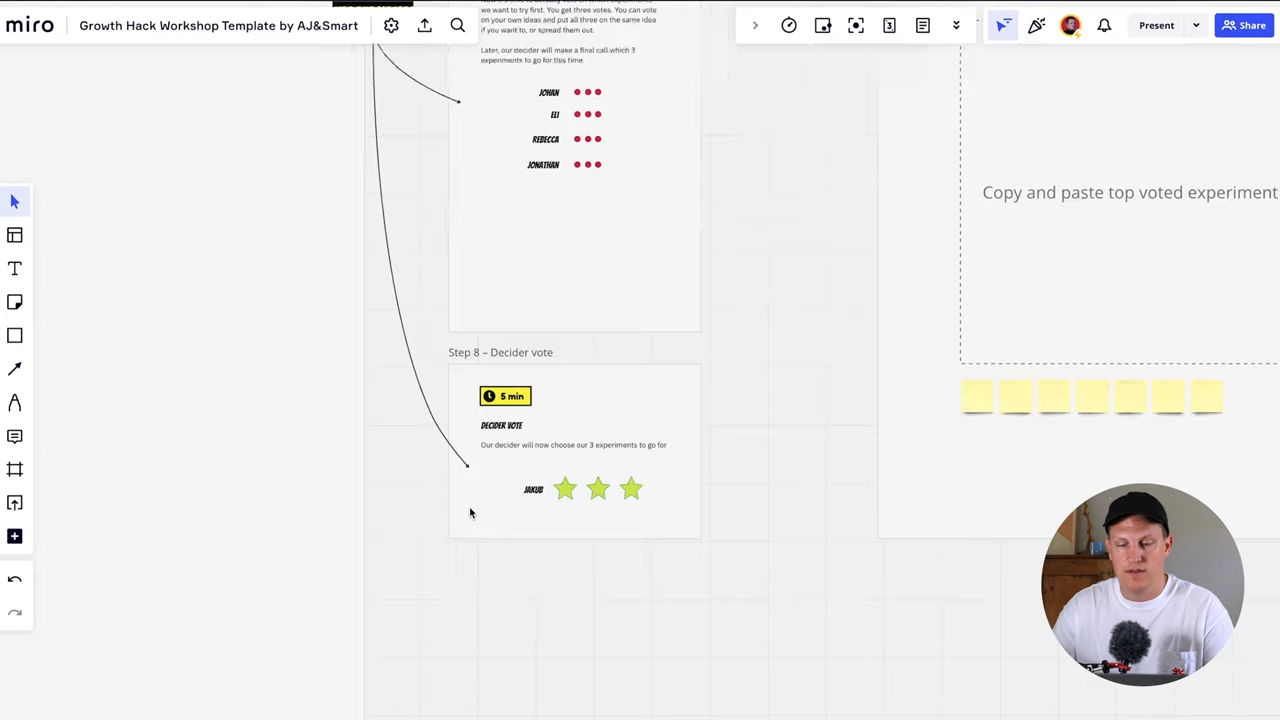 miro
Growth Hack Workshop Template by AJ&Smart
3
Present
Share
we want to try first. You get three votes. You can vote
on your own ideas and put all three on the same idea
if you want to, or spread them out.
Later, our decider will make a final call which 3
experiments to go for this time.
JOHAN
ELI
REBECCA
JONATHAN
Copy and paste top voted experiment
Step 8 – Decider vote
5 min
DECIDER VOTE
Our decider will now choose our 3 experiments to go for
JAKUB